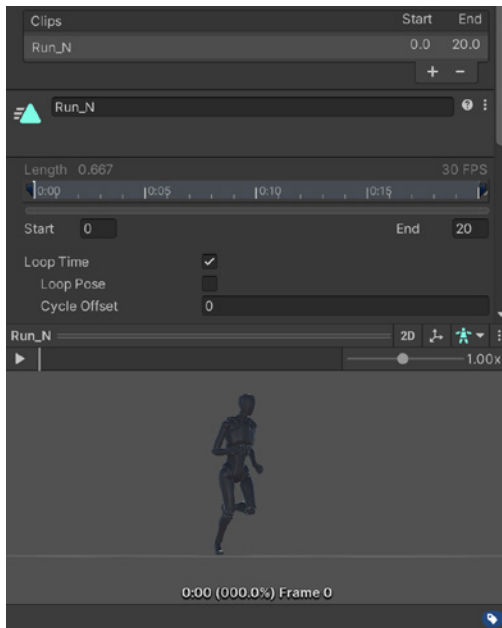 Clips Start End
Run_N 0.0 20.0
+ −
Run_N
Length 0.667 30 FPS
0:00 0:05 0:10 0:15
Start 0 End 20
Loop Time
Loop Pose
Cycle Offset 0
Run_N 2D
1.00x
0:00 (000.0%) Frame 0